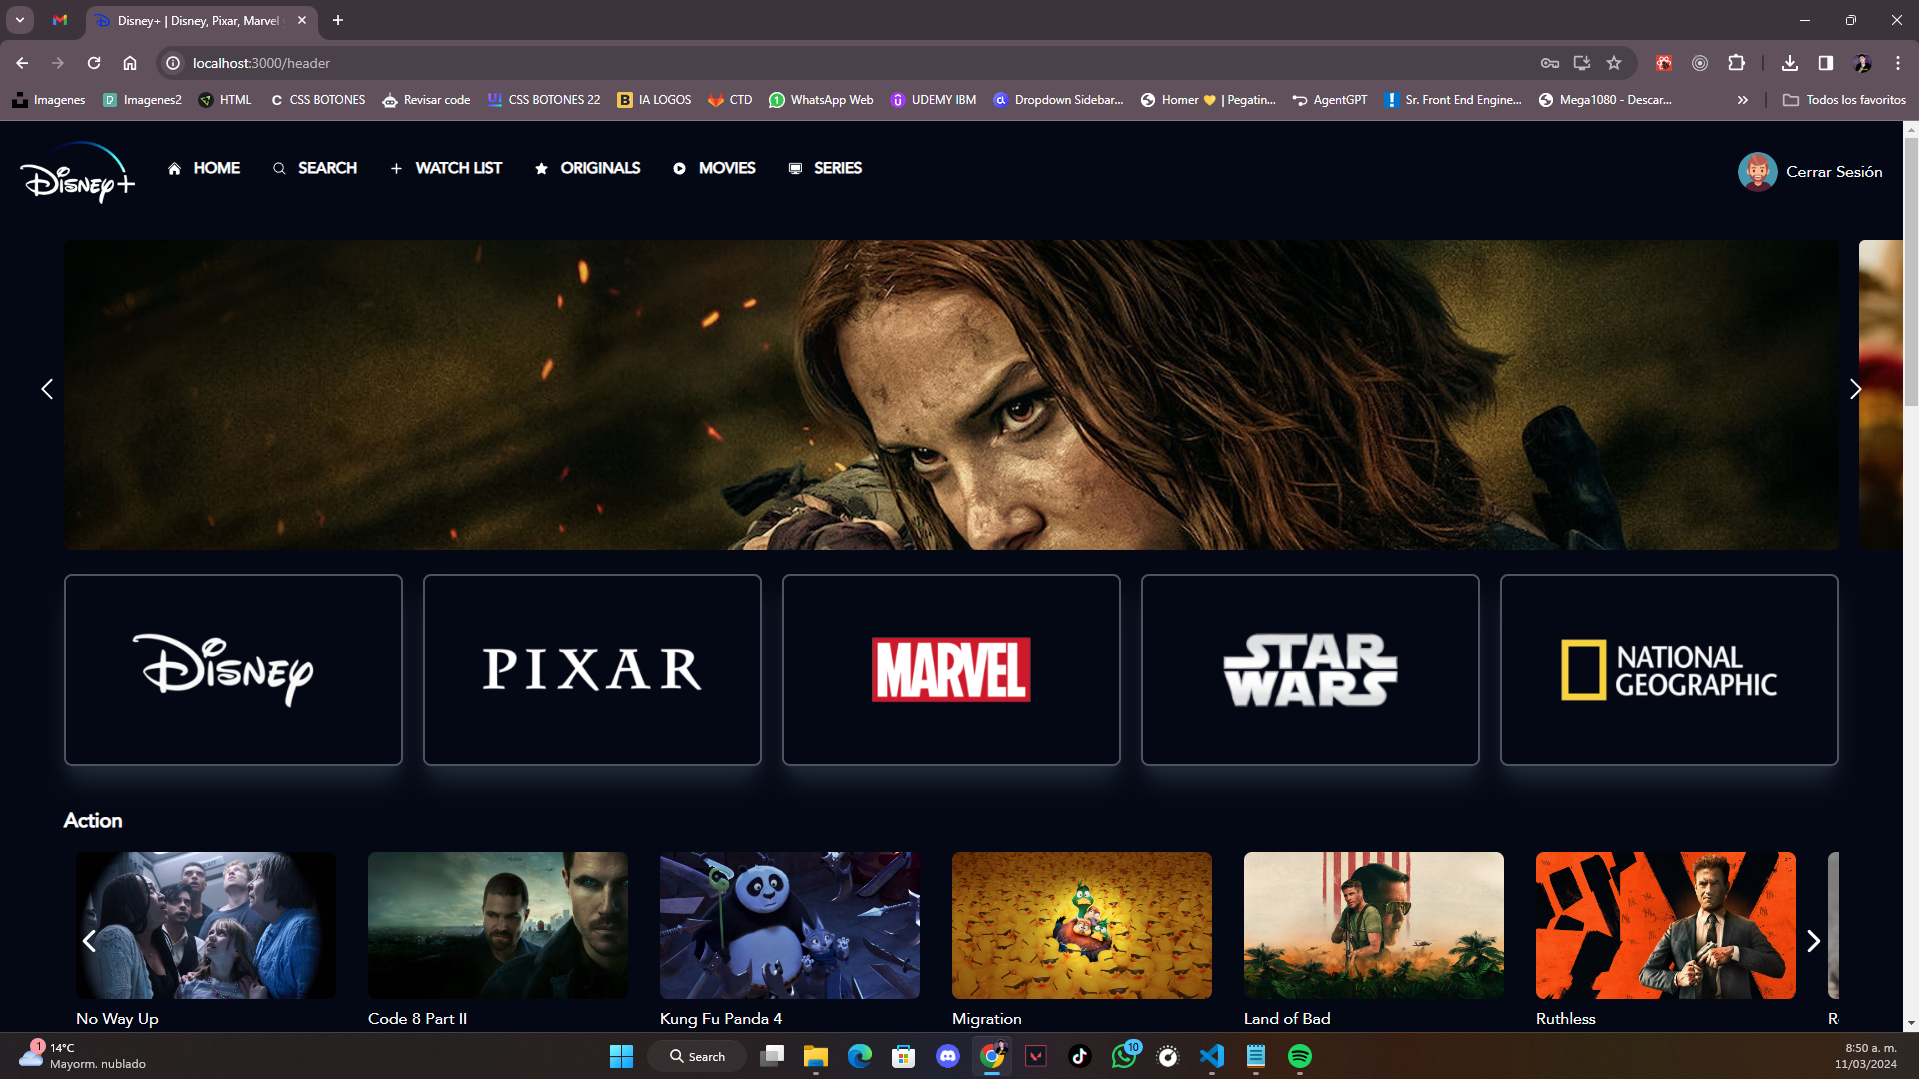 Disney+ | Disney, Pixar, Marvel
localhost:3000/header
Imagenes
Imagenes2
HTML
CSS BOTONES
Revisar code
CSS BOTONES 22
IA LOGOS
CTD
WhatsApp Web
UDEMY IBM
Dropdown Sidebar...
Homer 💛 | Pegatin...
AgentGPT
Sr. Front End Engine...
Mega1080 - Descar...
Todos los favoritos
Disney+
HOME
SEARCH
WATCH LIST
ORIGINALS
MOVIES
SERIES
Cerrar Sesión
Disney
PIXAR
MARVEL
STAR WARS
NATIONAL
GEOGRAPHIC
Action
No Way Up
Code 8 Part II
Kung Fu Panda 4
Migration
Land of Bad
Ruthless
1
14°C
Mayorm. nublado
Search
10
8:50 a. m.
11/03/2024